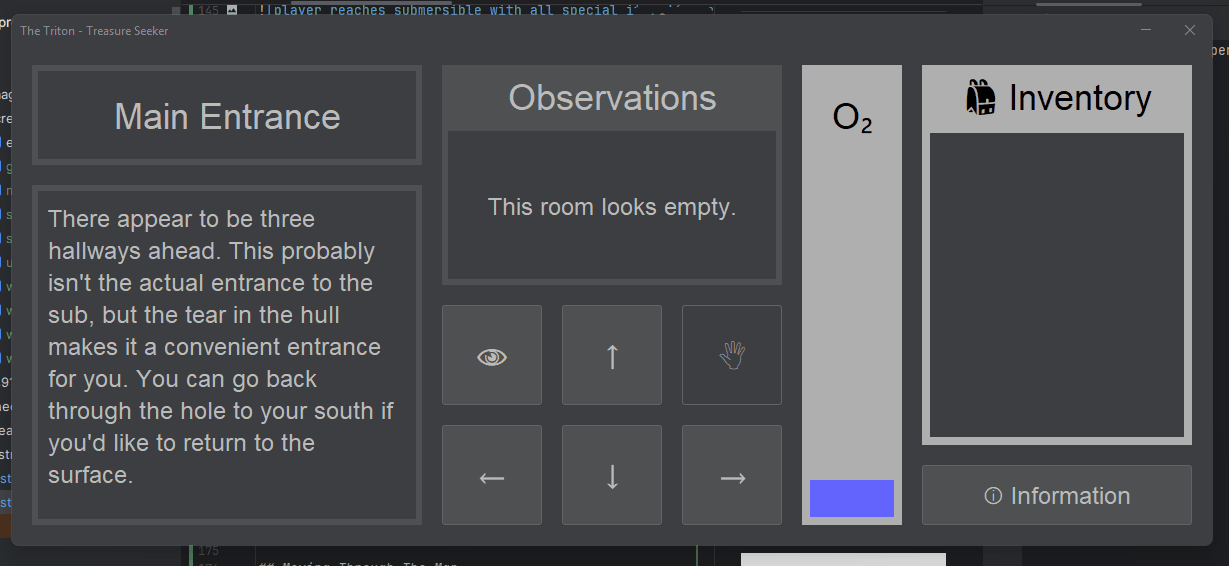 145
![player reaches submersible with all special i
The Triton - Treasure Seeker
Main Entrance
There appear to be three
hallways ahead. This probably
isn't the actual entrance to the
sub, but the tear in the hull
makes it a convenient entrance
for you. You can go back
through the hole to your south if
you'd like to return to the
surface.
Observations
This room looks empty.
↑
← ↓ →
O₂
Inventory
ⓘ Information
175
## Moving Through The Map